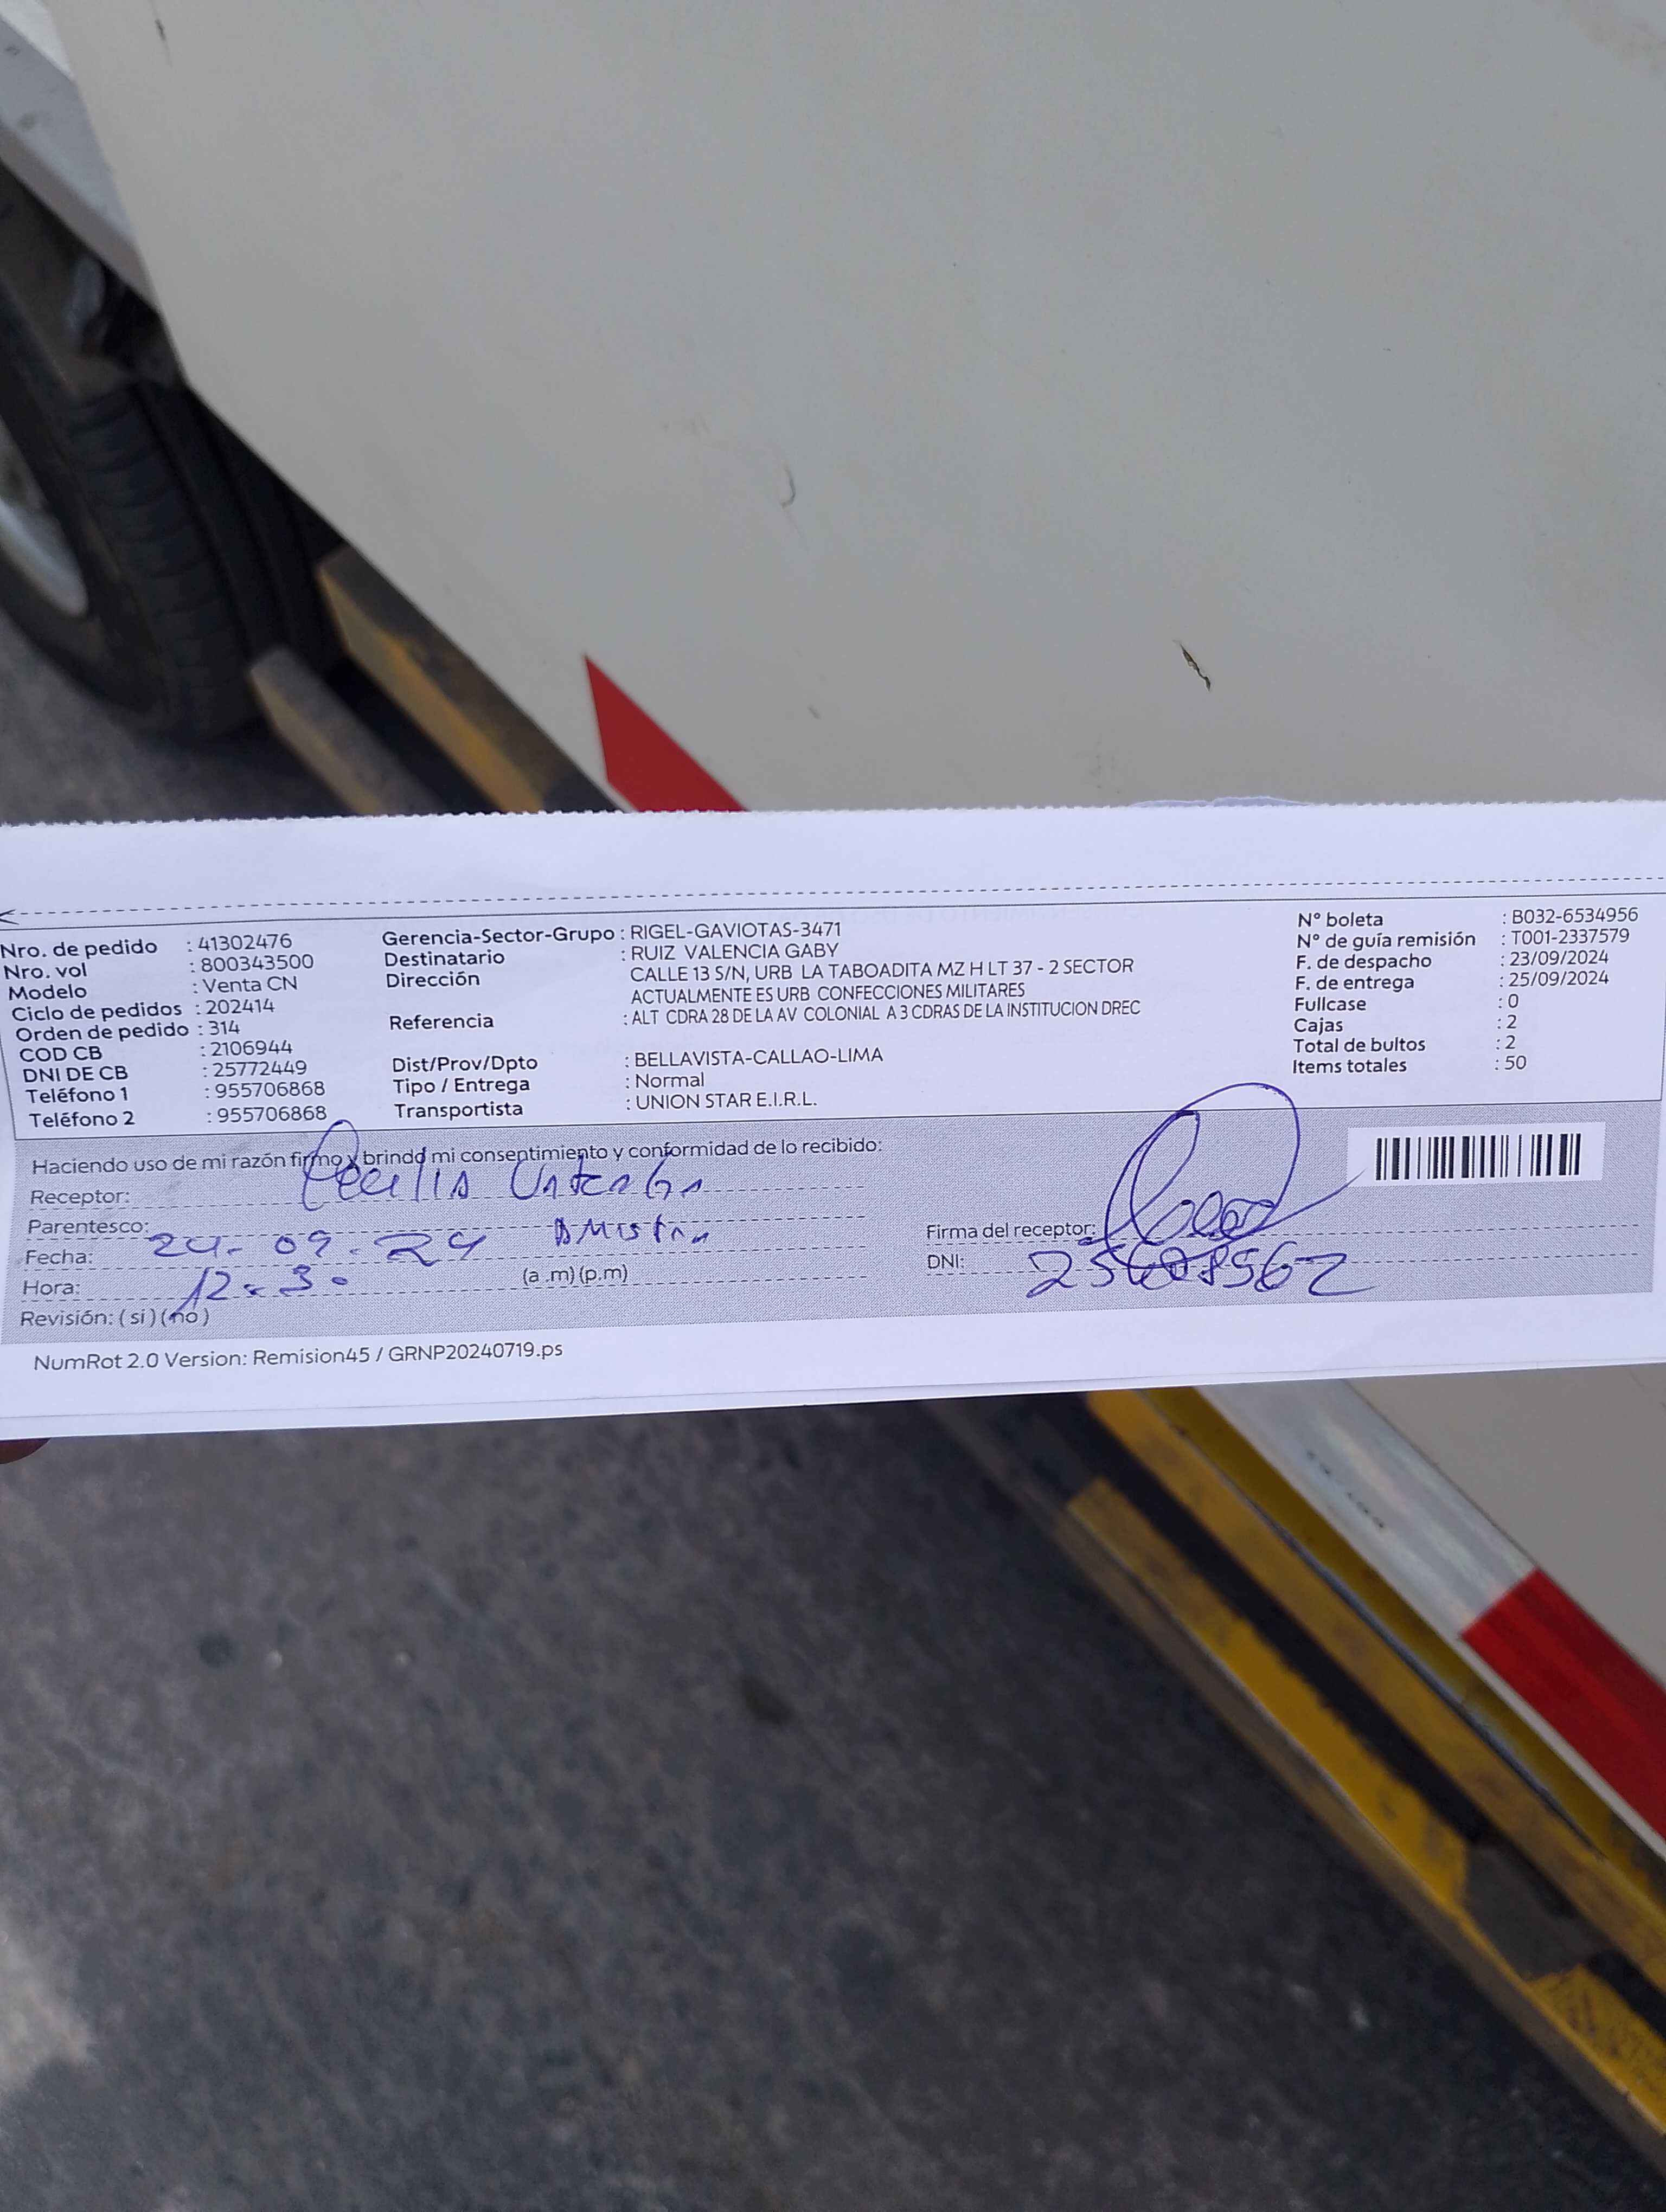 Nro. de pedido : 41302476
Nro. vol : 800343500
Modelo : Venta CN
Ciclo de pedidos : 202414
Orden de pedido : 314
COD CB : 2106944
DNI DE CB : 25772449
Teléfono 1 : 955706868
Teléfono 2 : 955706868
Gerencia-Sector-Grupo : RIGEL-GAVIOTAS-3471
Destinatario : RUIZ VALENCIA GABY
Dirección CALLE 13 S/N, URB LA TABOADITA MZ H LT 37 - 2 SECTOR
ACTUALMENTE ES URB CONFECCIONES MILITARES
Referencia : ALT CDRA 28 DE LA AV COLONIAL A 3 CDRAS DE LA INSTITUCION DREC
Dist/Prov/Dpto : BELLAVISTA-CALLAO-LIMA
Tipo / Entrega : Normal
Transportista : UNION STAR E.I.R.L.
N° boleta : B032-6534956
N° de guía remisión : T001-2337579
F. de despacho : 23/09/2024
F. de entrega : 25/09/2024
Fullcase : 0
Cajas : 2
Total de bultos : 2
Items totales : 50
Haciendo uso de mi razón firmo y brindo mi consentimiento y conformidad de lo recibido:
Receptor: Cecilia
Parentesco:
Fecha: 24-09-24
Hora: 12.30 (a .m) (p.m)
Revisión: ( si ) ( no )
Firma del receptor:
DNI:
NumRot 2.0 Version: Remision45 / GRNP20240719.ps